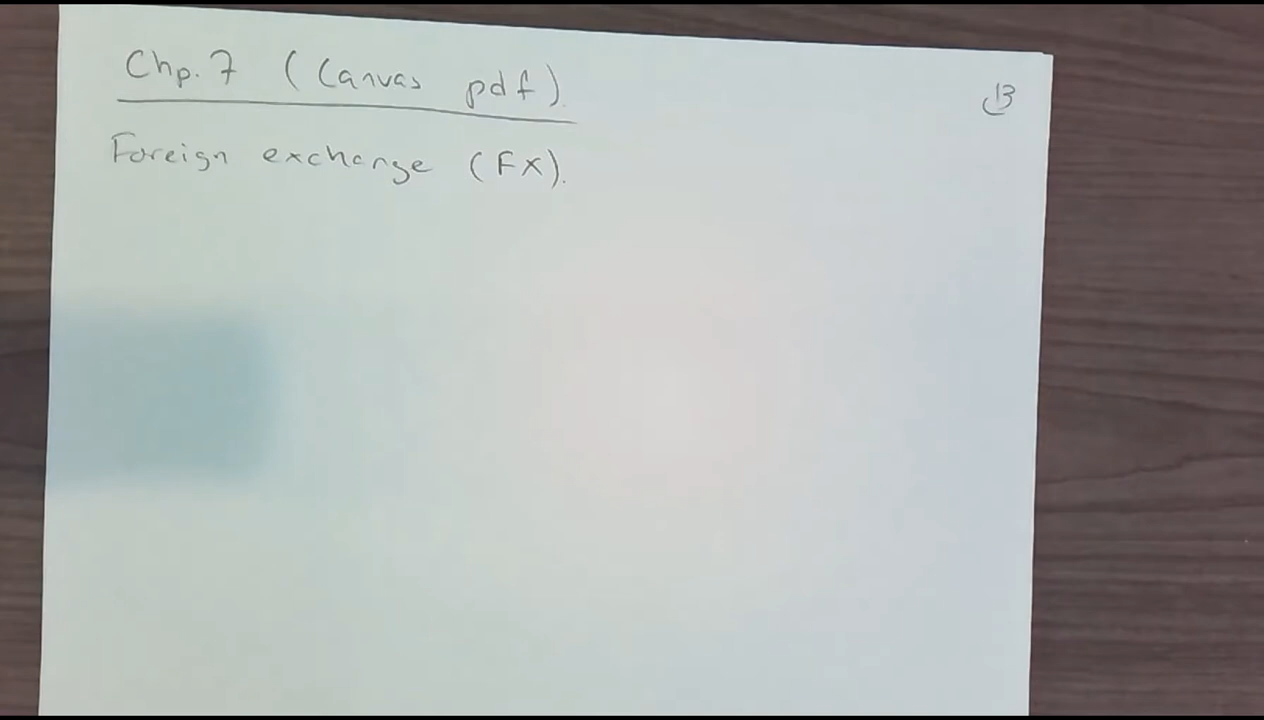 Chp. 7 (Canvas pdf).
13
Foreign exchange (FX).